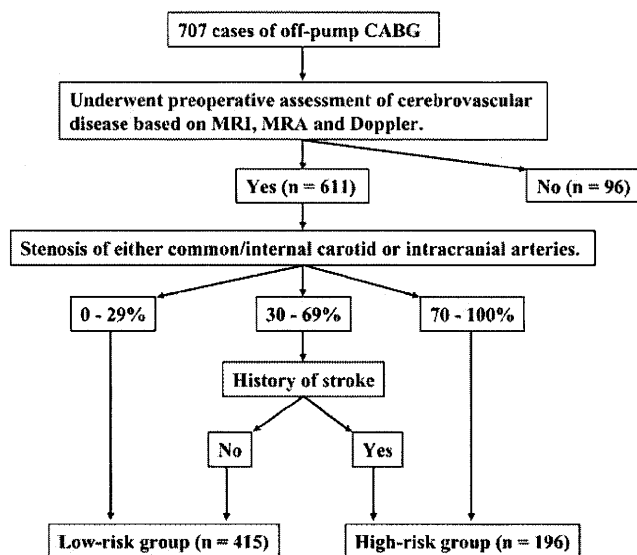 707 cases of off-pump CABG
Underwent preoperative assessment of cerebrovascular
disease based on MRI, MRA and Doppler.
Yes (n = 611)
No (n = 96)
Stenosis of either common/internal carotid or intracranial arteries.
0 - 29%
30 - 69%
70 - 100%
History of stroke
No
Yes
Low-risk group (n = 415)
High-risk group (n = 196)